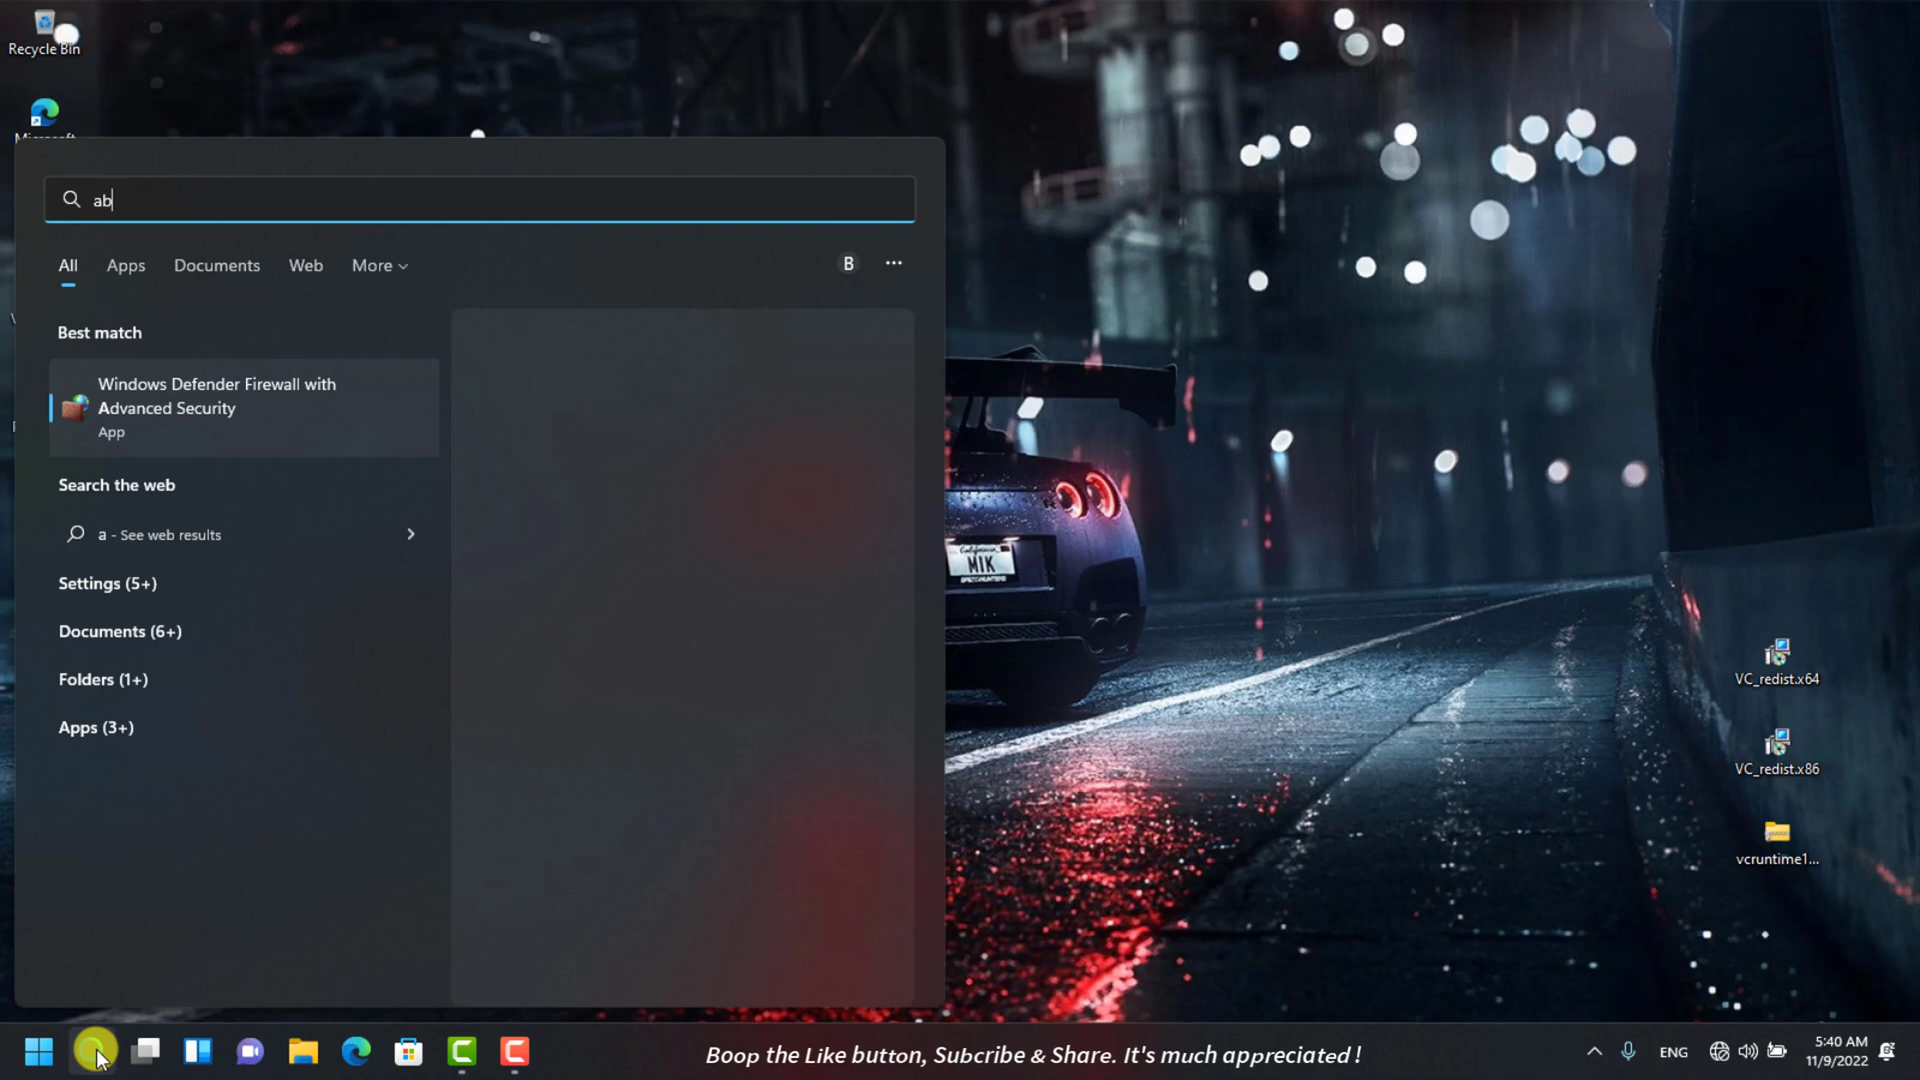 Recycle Bin
ab
All Apps Documents Web More
B
Best match
Windows Defender Firewall with
Advanced Security
App
Search the web
a - See web results
Settings (5+)
Documents (6+)
Folders (1+)
Apps (3+)
MIK
VC_redist.x64
VC_redist.x86
vcruntime1...
Boop the Like button, Subcribe & Share. It's much appreciated !
ENG
5:40 AM
11/9/2022